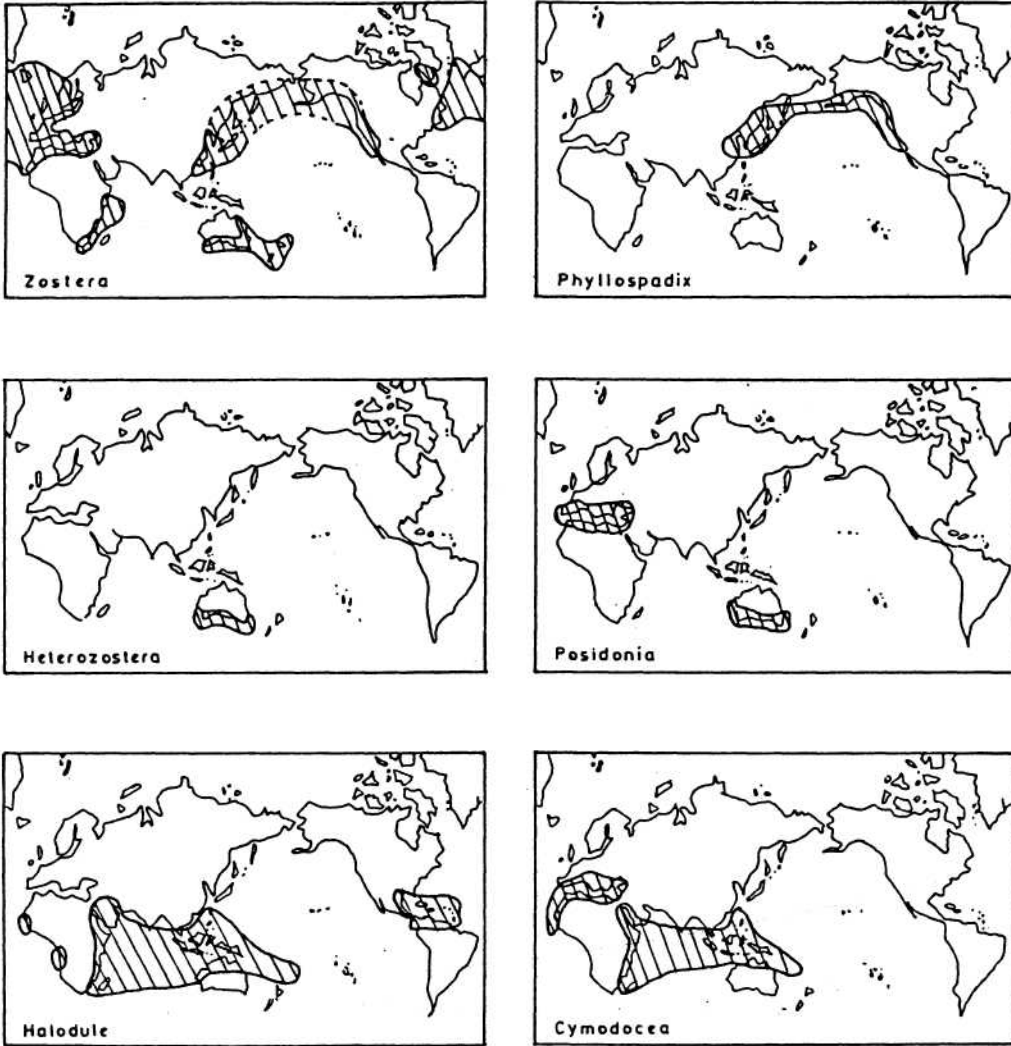 Zostera
Phyllospadix
Heterozostera
Posidonia
Halodule
Cymodocea